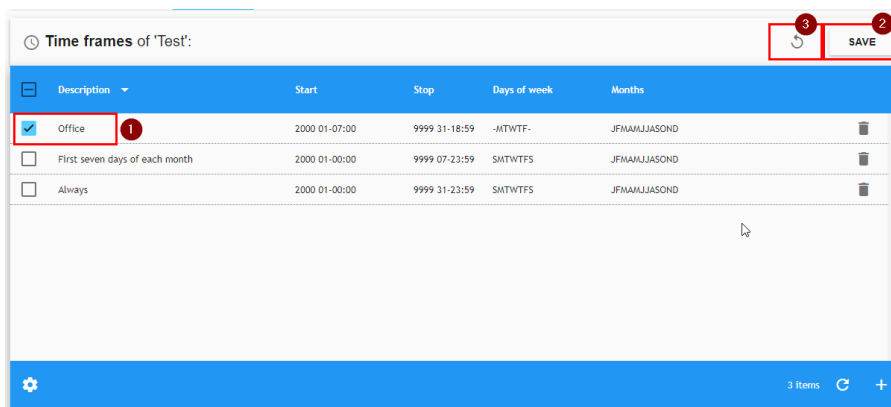 3
2
Time frames of 'Test':
SAVE
Description Start Stop Days of week Months
Office 1 2000 01-07:00 9999 31-18:59 -MTWTF- JFMAMJJASOND
First seven days of each month 2000 01-00:00 9999 07-23:59 SMTWTFS JFMAMJJASOND
Always 2000 01-00:00 9999 31-23:59 SMTWTFS JFMAMJJASOND
3 items